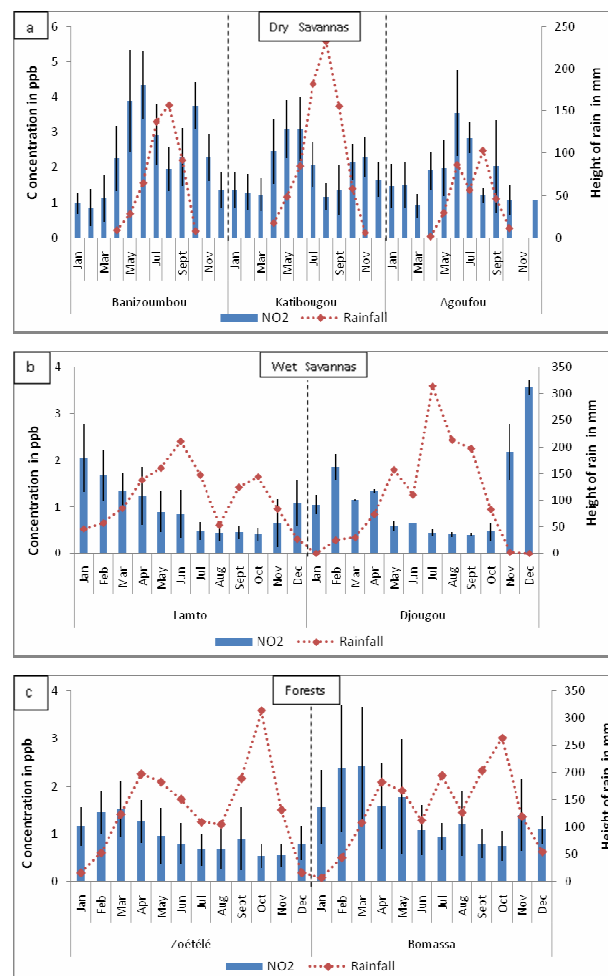 a
Dry Savannas
C concentration in ppb
6
5
4
3
2
1
0
250
200
150
100
50
0
Height of rain in mm
Jan Mar May Jul Sept Nov Jan Mar May Jul Sept Nov Jan Mar May Jul Sept Nov
Banizoumbou Katibougou Agoufou
NO2 Rainfall
b
Wet Savannas
Concentration in ppb
4
3
2
1
0
350
300
250
200
150
100
50
0
Height of rain in mm
Jan Feb Mar Apr May Jun Jul Aug Sept Oct Nov Dec Jan Feb Mar Apr May Jun Jul Aug Sept Oct Nov Dec
Lamto Djougou
NO2 Rainfall
c
Forests
C oncentration in ppb
4
3
2
1
0
350
300
250
200
150
100
50
0
Height of rain in mm
Jan Feb Mar Apr May Jun Jul Aug Sept Oct Nov Dec Jan Feb Mar Apr May Jun Jul Aug Sept Oct Nov Dec
Zoétélé Bomassa
NO2 Rainfall